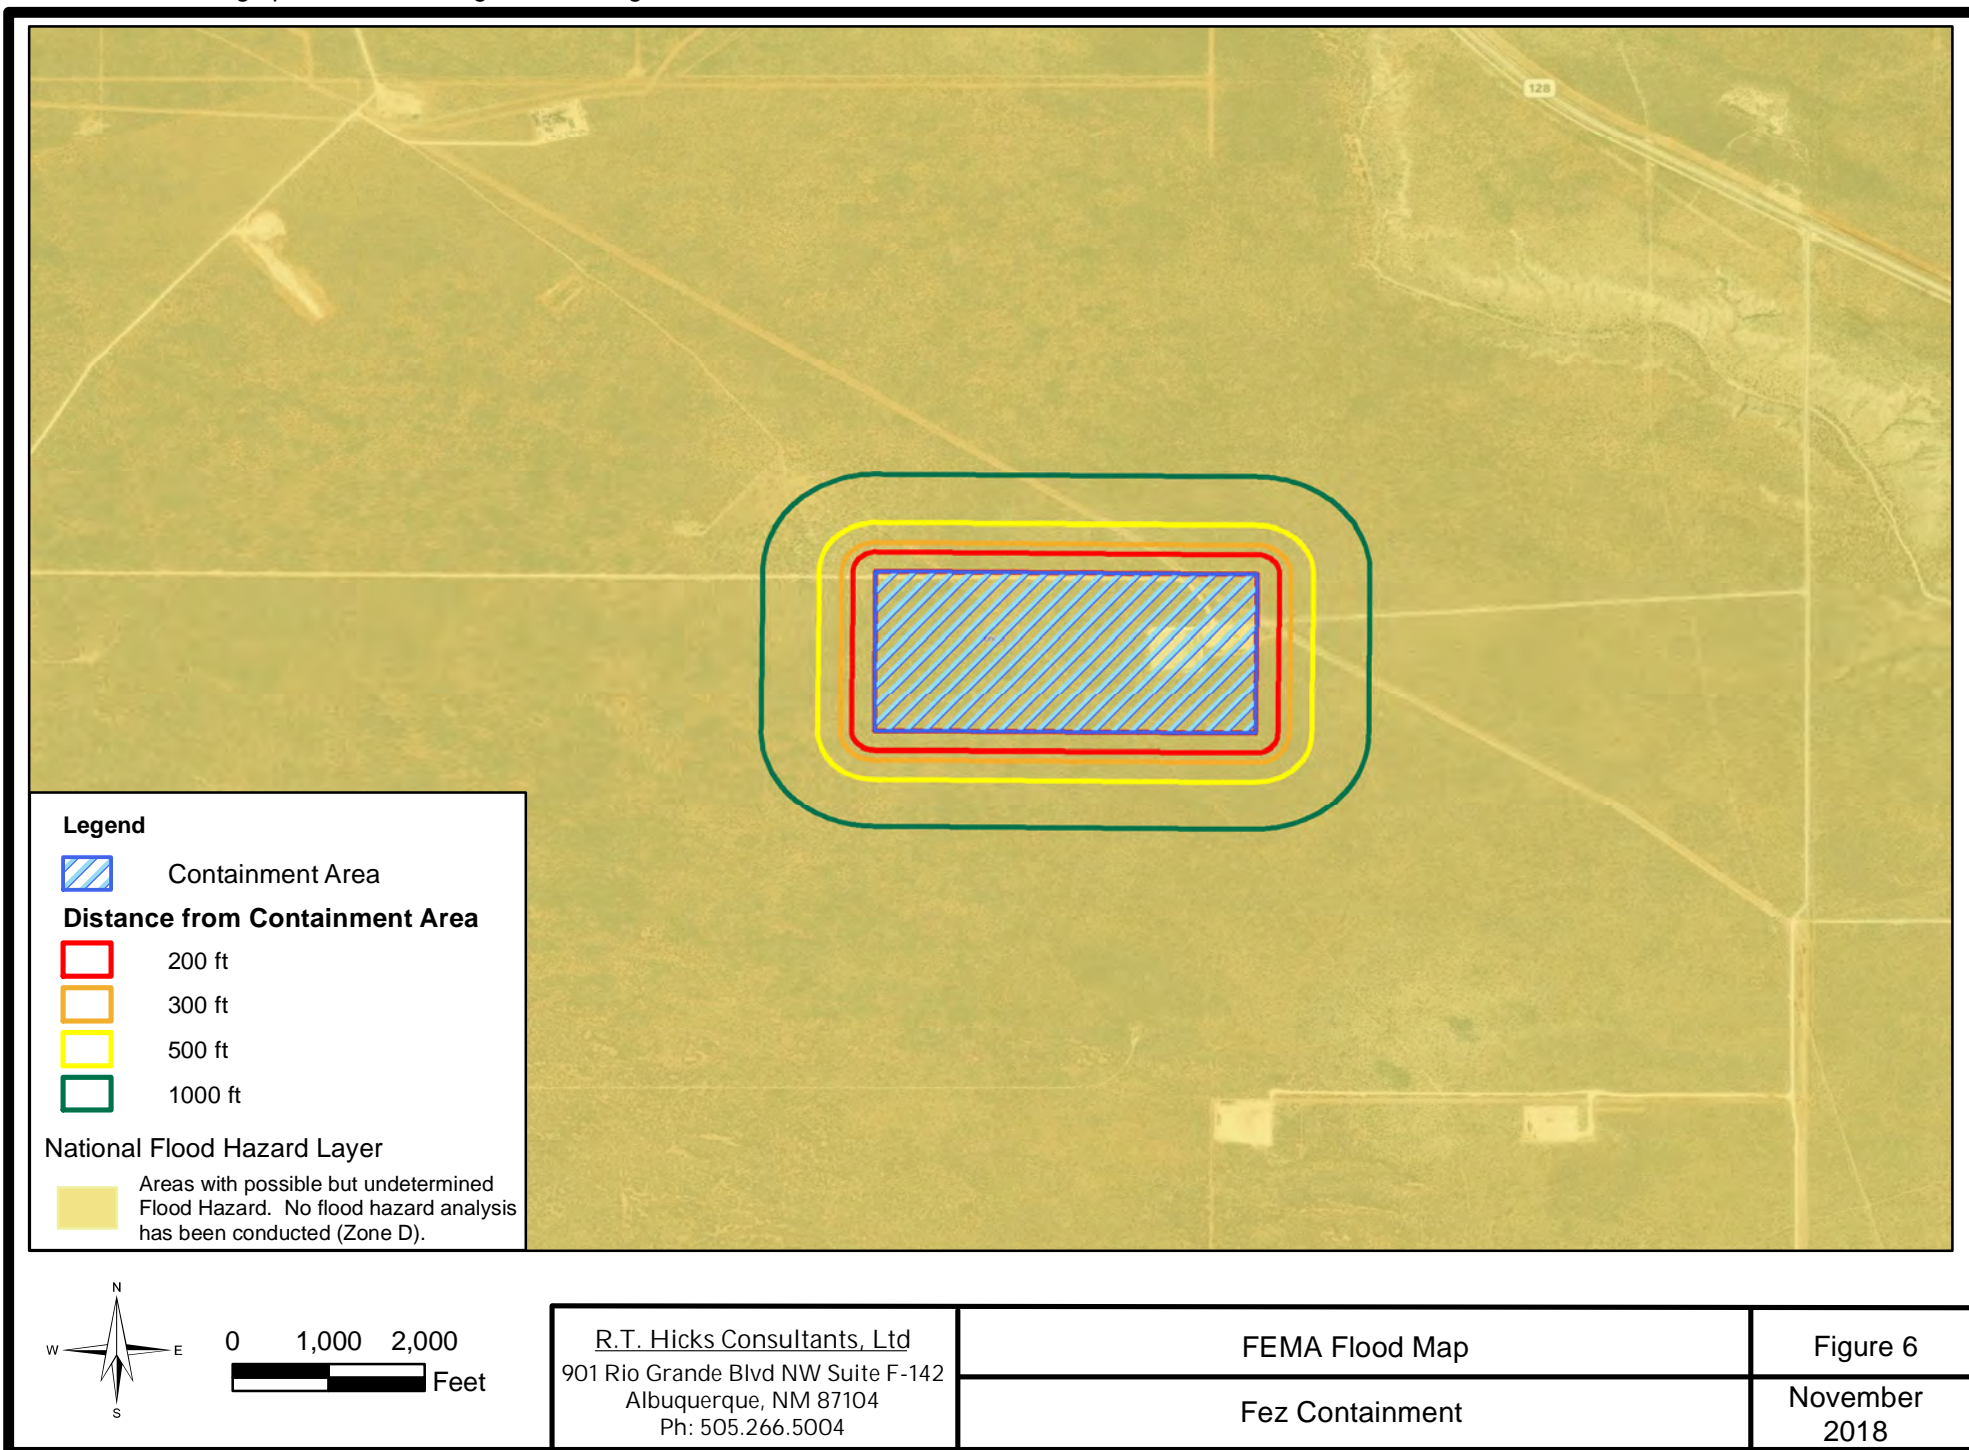 128
Legend
Containment Area
Distance from Containment Area
200 ft
300 ft
500 ft
1000 ft
National Flood Hazard Layer
Areas with possible but undetermined
Flood Hazard. No flood hazard analysis
has been conducted (Zone D).
N
W E
S
0 1,000 2,000
Feet
R.T. Hicks Consultants, Ltd
901 Rio Grande Blvd NW Suite F-142
Albuquerque, NM 87104
Ph: 505.266.5004
FEMA Flood Map
Fez Containment
Figure 6
November
2018